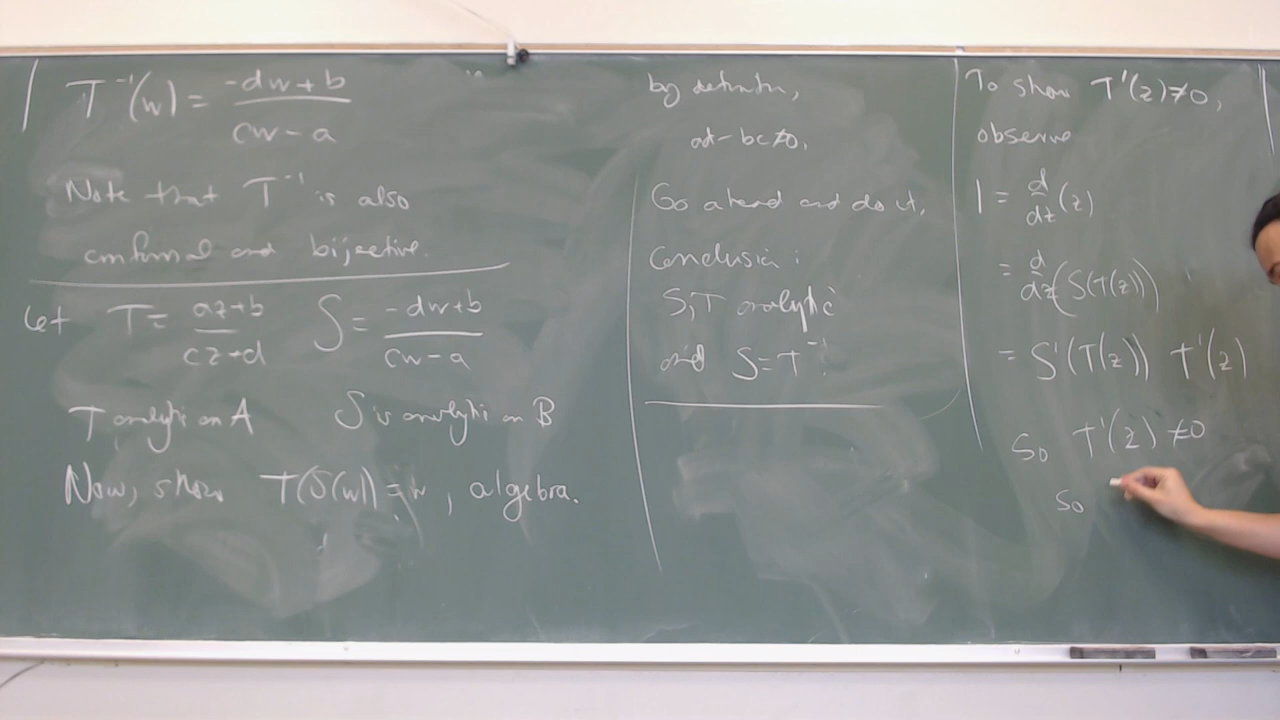 T⁻¹(w) = (-dw+b)/(cw-a)
Note that T⁻¹ is also
conformal and bijective.
Let T = (az+b)/(cz+d) S = (-dw+b)/(cw-a)
T analytic on A S is analytic on B
Now, show T(S(w)) = w, algebra.
by definition,
ad-bc≠0.
Go ahead and do it.
Conclusion:
S,T analytic
and S=T⁻¹.
To show T'(z)≠0,
observe
1 = d/dz (z)
= d/dz (S(T(z)))
= S'(T(z)) T'(z)
So T'(z) ≠0
so